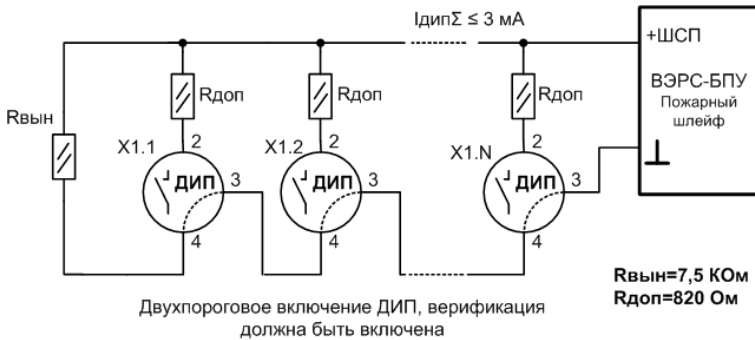 IдипΣ ≤ 3 мА
+ШСП
ВЭРС-БПУ
Пожарный
шлейф
Rвын
Rдоп
Rдоп
Rдоп
X1.1
2
X1.2
2
X1.N
2
ДИП
3
ДИП
3
ДИП
3
4
4
4
Rвын=7,5 КОм
Rдоп=820 Ом
Двухпороговое включение ДИП, верификация
должна быть включена